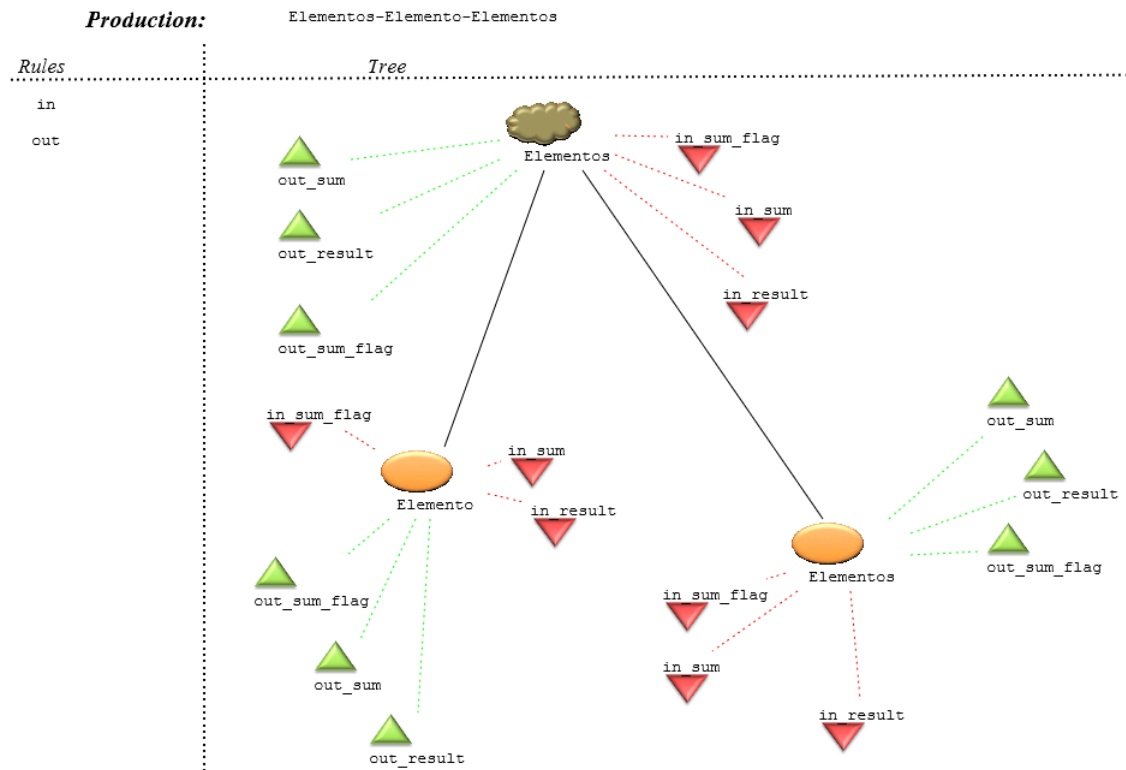 Production: Elementos-Elemento-Elementos
Rules Tree
in
out
in_sum_flag
Elementos
out_sum
in_sum
out_result
in_result
out_sum_flag
in_sum_flag
out_sum
in_sum
Elemento
out_result
in_result
out_sum_flag
Elementos
out_sum_flag
in_sum_flag
in_sum
out_sum
in_result
out_result